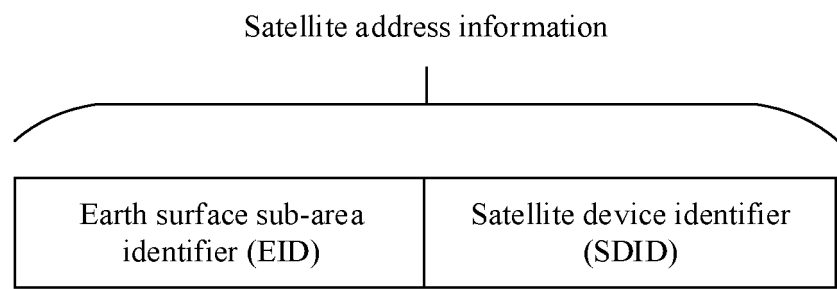 Satellite address information
Earth surface sub-area
identifier (EID)
Satellite device identifier
(SDID)